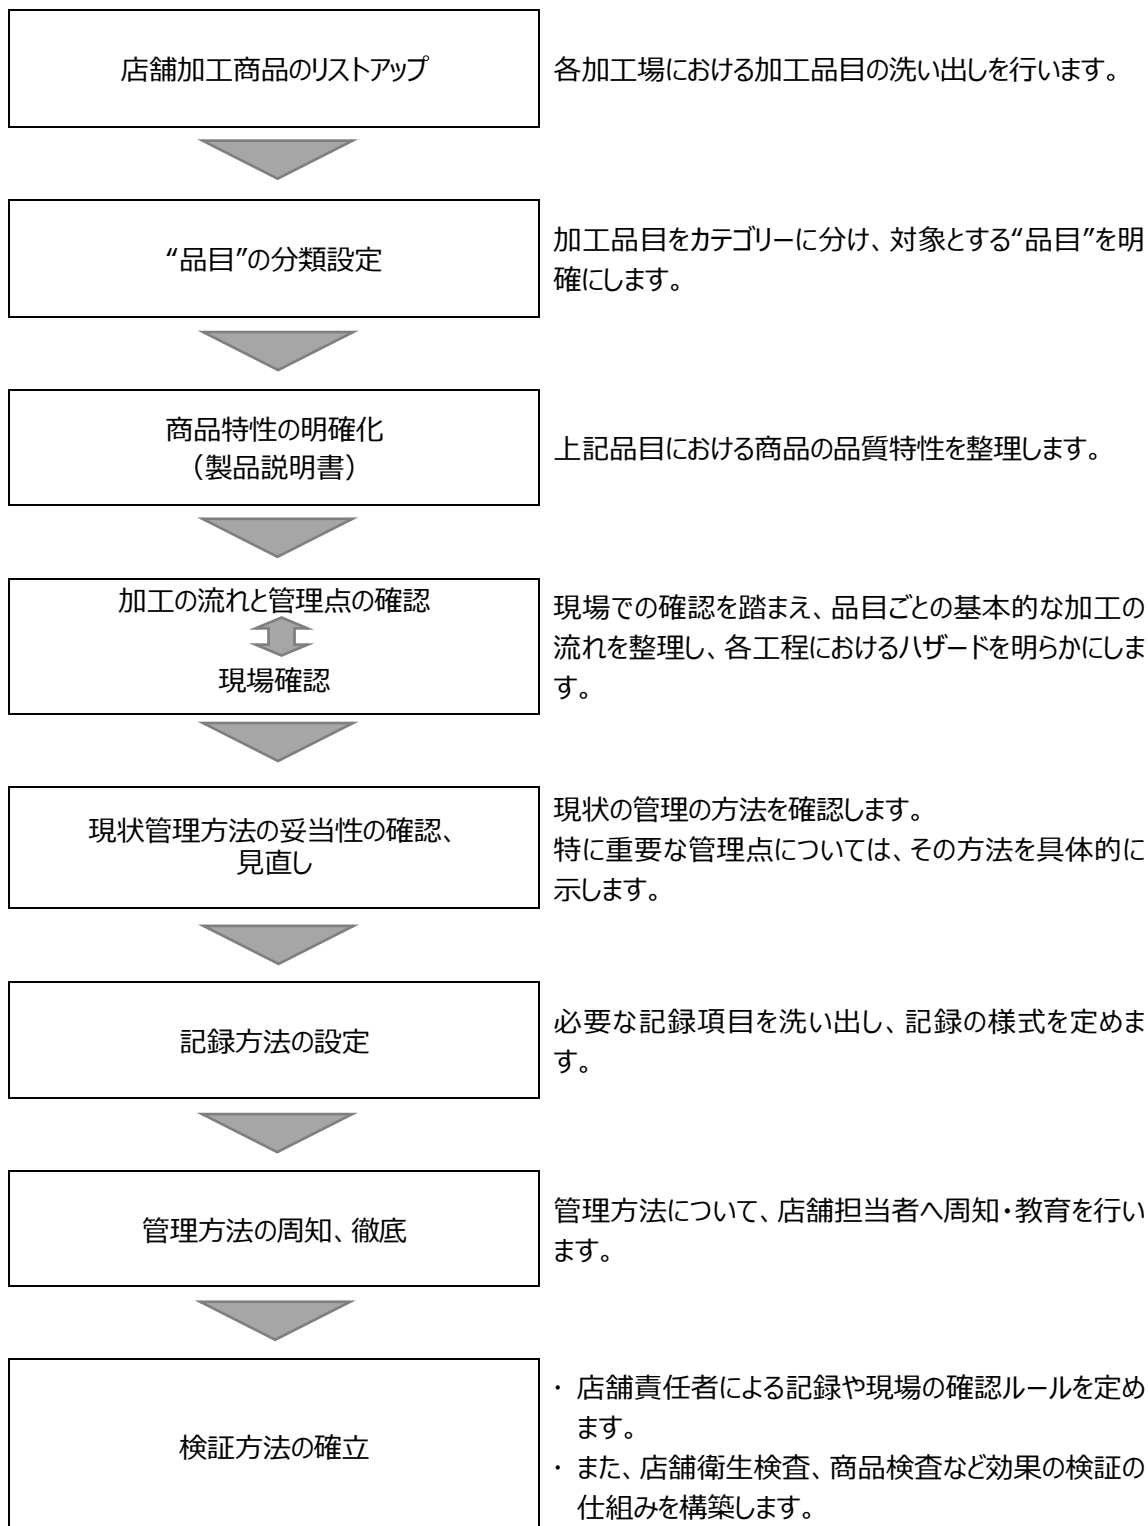 店舗加工商品のリストアップ
各加工場における加工品目の洗い出しを行います。
“品目”の分類設定
加工品目をカテゴリーに分け、対象とする“品目”を明
確にします。
商品特性の明確化
（製品説明書）
上記品目における商品の品質特性を整理します。
加工の流れと管理点の確認
現場確認
現場での確認を踏まえ、品目ごとの基本的な加工の
流れを整理し、各工程におけるハザードを明らかにしま
す。
現状管理方法の妥当性の確認、
見直し
現状の管理の方法を確認します。
特に重要な管理点については、その方法を具体的に
示します。
記録方法の設定
必要な記録項目を洗い出し、記録の様式を定めま
す。
管理方法の周知、徹底
管理方法について、店舗担当者へ周知・教育を行い
ます。
検証方法の確立
・ 店舗責任者による記録や現場の確認ルールを定め
ます。
・ また、店舗衛生検査、商品検査など効果の検証の
仕組みを構築します。